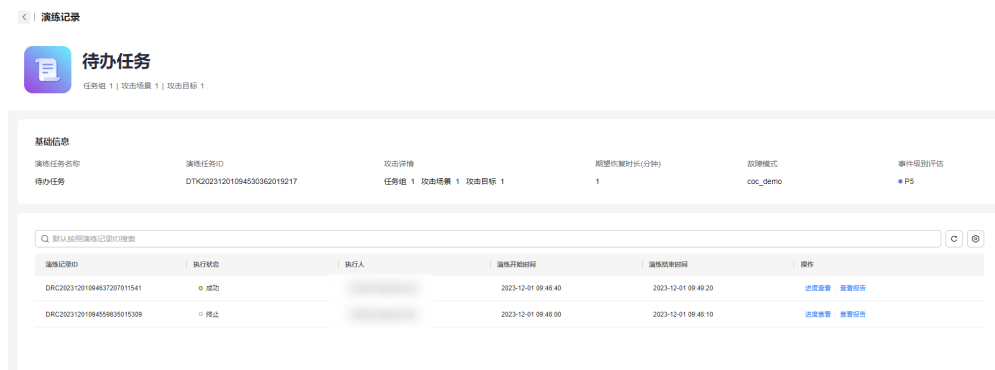 演练记录
待办任务
任务组 1 | 攻击场景 1 | 攻击目标 1
基础信息
演练任务名称 演练任务ID 攻击详情 期望恢复时长(分钟) 故障模式 事件级别评估
待办任务 DTK20231201094530362019217 任务组 1 攻击场景 1 攻击目标 1 1 coc_demo P5
默认按照演练记录ID搜索
演练记录ID 执行状态 执行人 演练开始时间 演练结束时间 操作
DRC20231201094637207011541 成功 2023-12-01 09:46:40 2023-12-01 09:49:20 进度查看 查看报告
DRC20231201094559835015309 终止 2023-12-01 09:46:00 2023-12-01 09:46:10 进度查看 查看报告